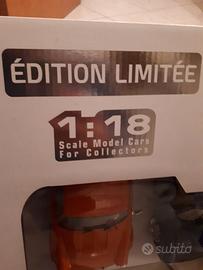 ÉDITION LIMITÉE
1:18
Scale Model Cars
For Collectors
subito